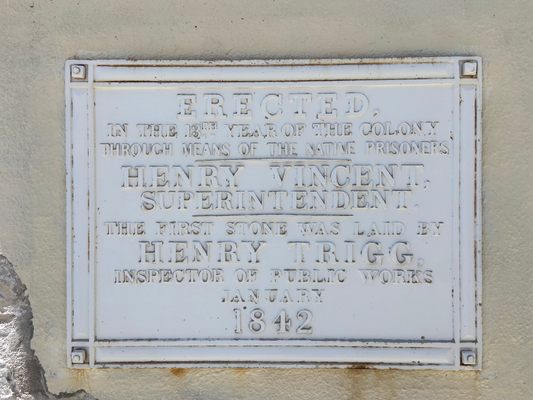 ERECTED,
IN THE 13TH YEAR OF THE COLONY,
THROUGH MEANS OF THE NATIVE PRISONERS
HENRY VINCENT,
SUPERINTENDENT.
THE FIRST STONE WAS LAID BY
HENRY TRIGG,
INSPECTOR OF PUBLIC WORKS
JANUARY
1842